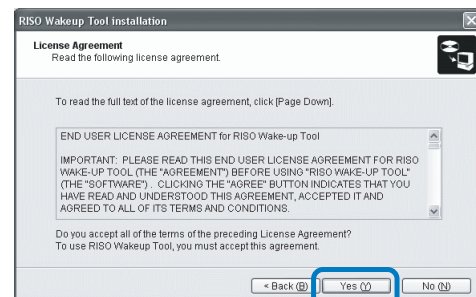 RISO Wakeup Tool installation
License Agreement
Read the following license agreement.
To read the full text of the license agreement, click [Page Down].
END USER LICENSE AGREEMENT for RISO Wake-up Tool
IMPORTANT: PLEASE READ THIS END USER LICENSE AGREEMENT FOR RISO
WAKE-UP TOOL (THE "AGREEMENT") BEFORE USING "RISO WAKE-UP TOOL"
(THE "SOFTWARE") . CLICKING THE "AGREE" BUTTON INDICATES THAT YOU
HAVE READ AND UNDERSTOOD THIS AGREEMENT, ACCEPTED IT AND
AGREED TO ALL OF ITS TERMS AND CONDITIONS.
Do you accept all of the terms of the preceding License Agreement?
To use RISO Wakeup Tool, you must accept this agreement.
< Back (B) Yes (Y) No (N)